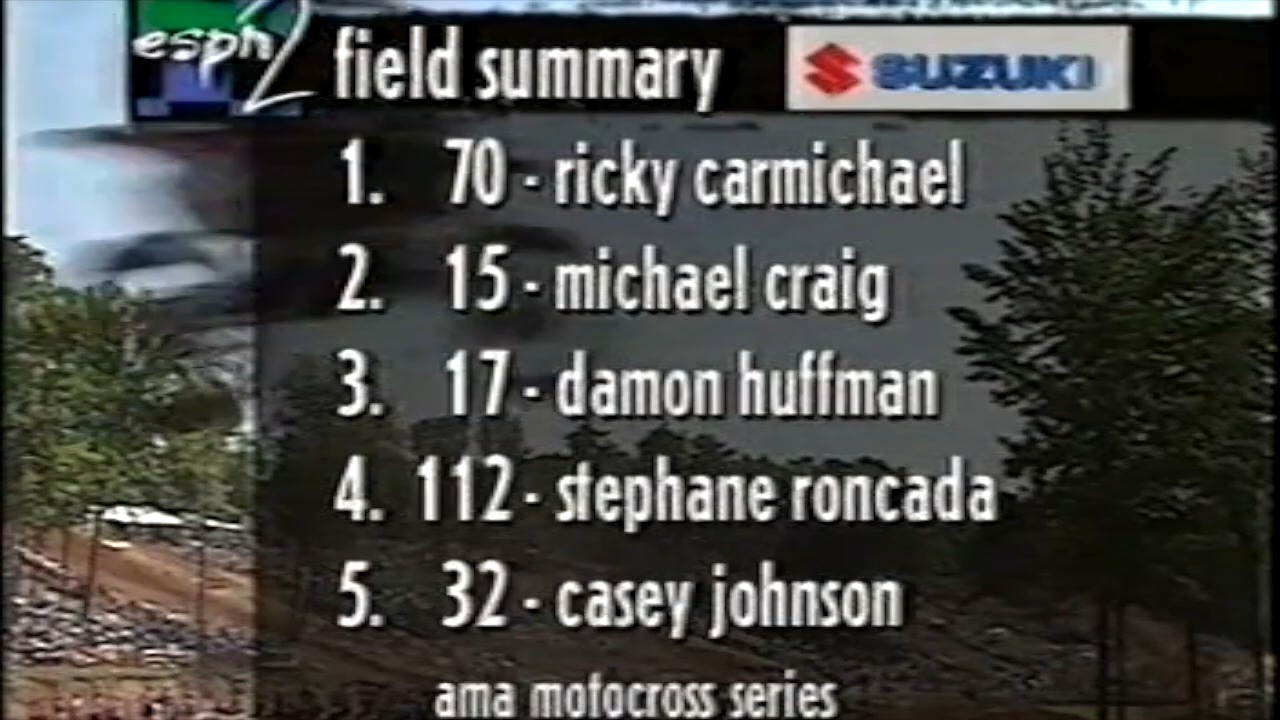 espn2 field summary SUZUKI
1. 70 - ricky carmichael
2. 15 - michael craig
3. 17 - damon huffman
4. 112 - stephane roncada
5. 32 - casey johnson
ama motocross series